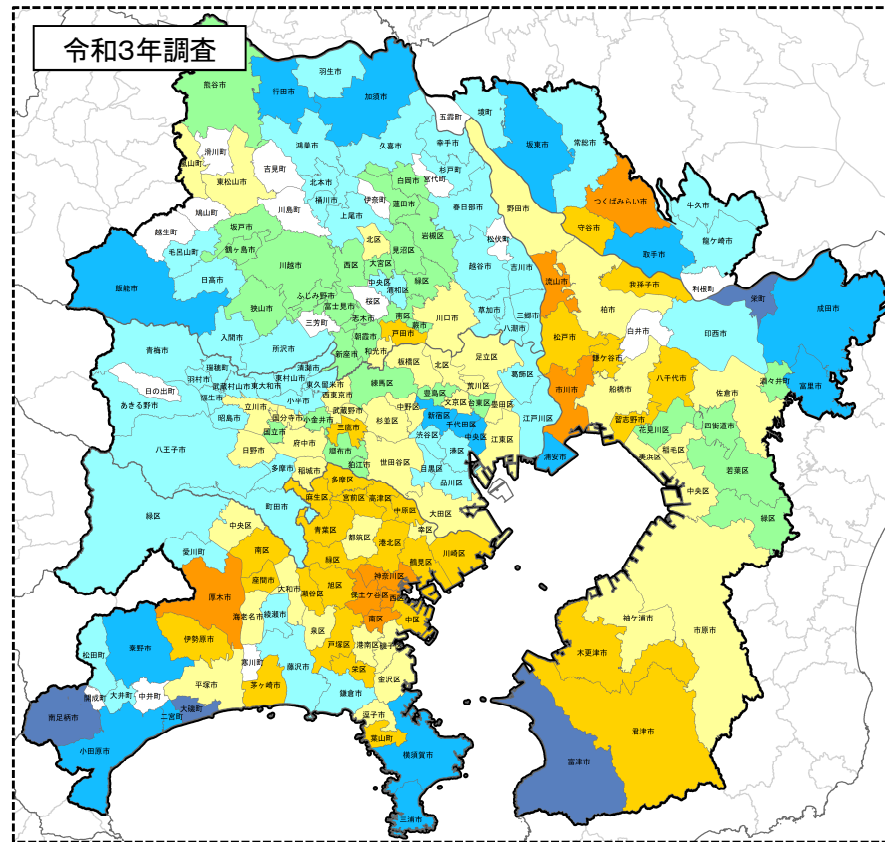 令和3年調査
熊谷市
行田市
羽生市
加須市
五霞町
境町
坂東市
常総市
滑川町
嵐山町
東松山市
吉見町
鴻巣市
久喜市
幸手市
杉戸町
宮代町
白岡市
蓮田市
伊奈町
北本市
桶川市
上尾市
川島町
鳩山町
越生町
毛呂山町
坂戸市
鶴ヶ島市
日高市
飯能市
川越市
狭山市
入間市
所沢市
ふじみ野市
富士見市
三芳町
志木市
朝霞市
新座市
和光市
北区
西区
大宮区
見沼区
岩槻区
中央区
浦和区
緑区
桜区
南区
蕨市
戸田市
川口市
春日部市
松伏町
越谷市
吉川市
草加市
三郷市
八潮市
野田市
つくばみらい市
守谷市
取手市
牛久市
龍ケ崎市
利根町
我孫子市
栄町
成田市
流山市
柏市
白井市
印西市
松戸市
鎌ケ谷市
船橋市
八千代市
佐倉市
酒々井町
富里市
市川市
習志野市
浦安市
花見川区
四街道市
稲毛区
美浜区
若葉区
中央区
緑区
市原市
袖ケ浦市
木更津市
君津市
富津市
青梅市
瑞穂町
羽村市
福生市
武蔵村山市
東大和市
東村山市
清瀬市
東久留米市
西東京市
小平市
日の出町
あきる野市
昭島市
立川市
国分寺市
小金井市
武蔵野市
三鷹市
国立市
府中市
調布市
狛江市
八王子市
日野市
多摩市
稲城市
町田市
板橋区
北区
足立区
練馬区
豊島区
文京区
荒川区
台東区
墨田区
葛飾区
中野区
杉並区
新宿区
千代田区
中央区
江東区
江戸川区
渋谷区
港区
目黒区
品川区
世田谷区
大田区
緑区
中央区
南区
愛川町
厚木市
座間市
大和市
海老名市
綾瀬市
伊勢原市
秦野市
松田町
開成町
大井町
中井町
南足柄市
小田原市
二宮町
大磯町
平塚市
寒川町
茅ヶ崎市
藤沢市
鎌倉市
逗子市
葉山町
横須賀市
三浦市
多摩区
麻生区
宮前区
高津区
中原区
幸区
川崎区
青葉区
都筑区
港北区
鶴見区
緑区
神奈川区
旭区
保土ケ谷区
西区
瀬谷区
南区
中区
泉区
戸塚区
港南区
磯子区
栄区
金沢区